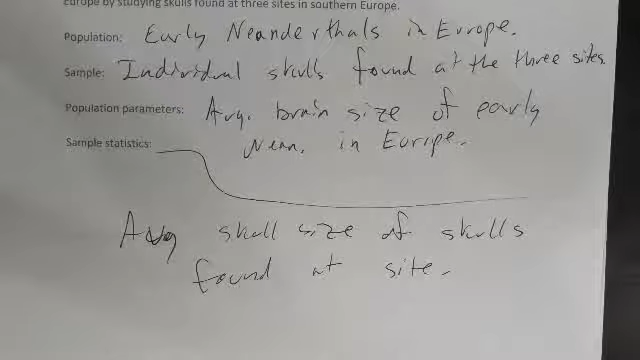 Europe by studying skulls found at three sites in southern Europe.
Population: Early Neanderthals in Europe.
Sample: Individual skulls found at the three sites.
Population parameters: Avg. brain size of early
Nean. in Europe.
Sample statistics:
Avg skull size of skulls
found at site.